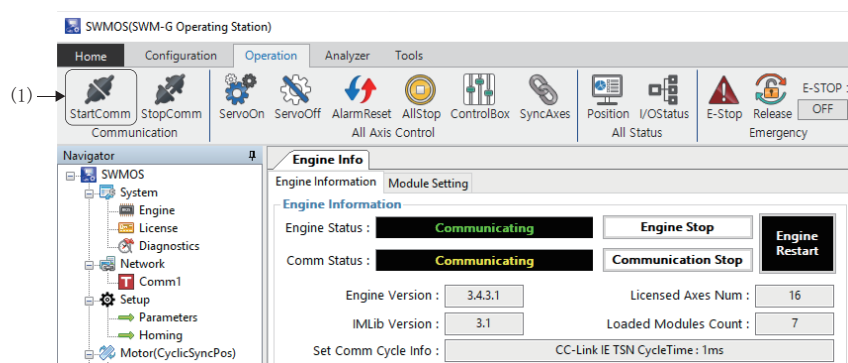 SWMOS(SWM-G Operating Station)
Home Configuration Operation Analyzer Tools
(1)
StartComm StopComm ServoOn ServoOff AlarmReset AllStop ControlBox SyncAxes Position I/OStatus E-Stop Release E-STOP : OFF
Communication All Axis Control All Status Emergency
Navigator
SWMOS
System
Engine
License
Diagnostics
Network
T Comm1
Setup
Parameters
Homing
Motor(CyclicSyncPos)
Engine Info
Engine Information Module Setting
Engine Information
Engine Status : Communicating Engine Stop Engine Restart
Comm Status : Communicating Communication Stop
Engine Version : 3.4.3.1 Licensed Axes Num : 16
IMLib Version : 3.1 Loaded Modules Count : 7
Set Comm Cycle Info : CC-Link IE TSN CycleTime : 1ms